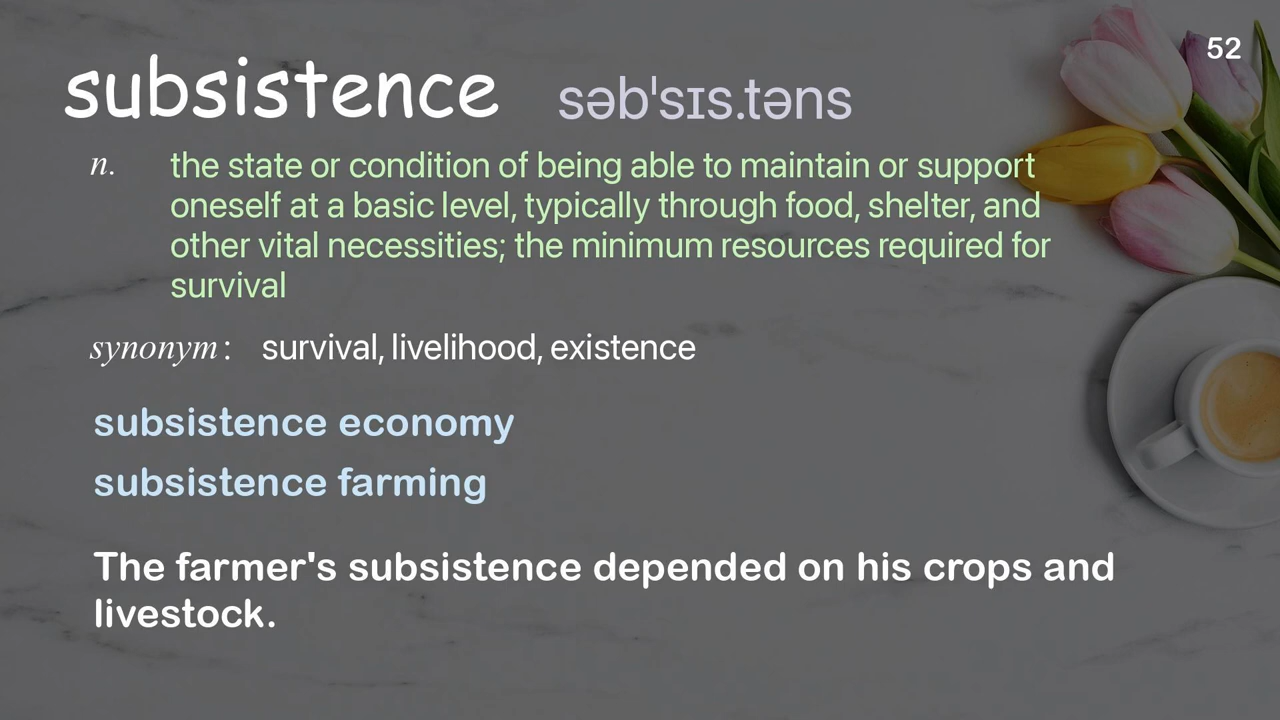 52
subsistence səb'sɪs.təns
n. the state or condition of being able to maintain or support
oneself at a basic level, typically through food, shelter, and
other vital necessities; the minimum resources required for
survival
synonym: survival, livelihood, existence
subsistence economy
subsistence farming
The farmer's subsistence depended on his crops and
livestock.